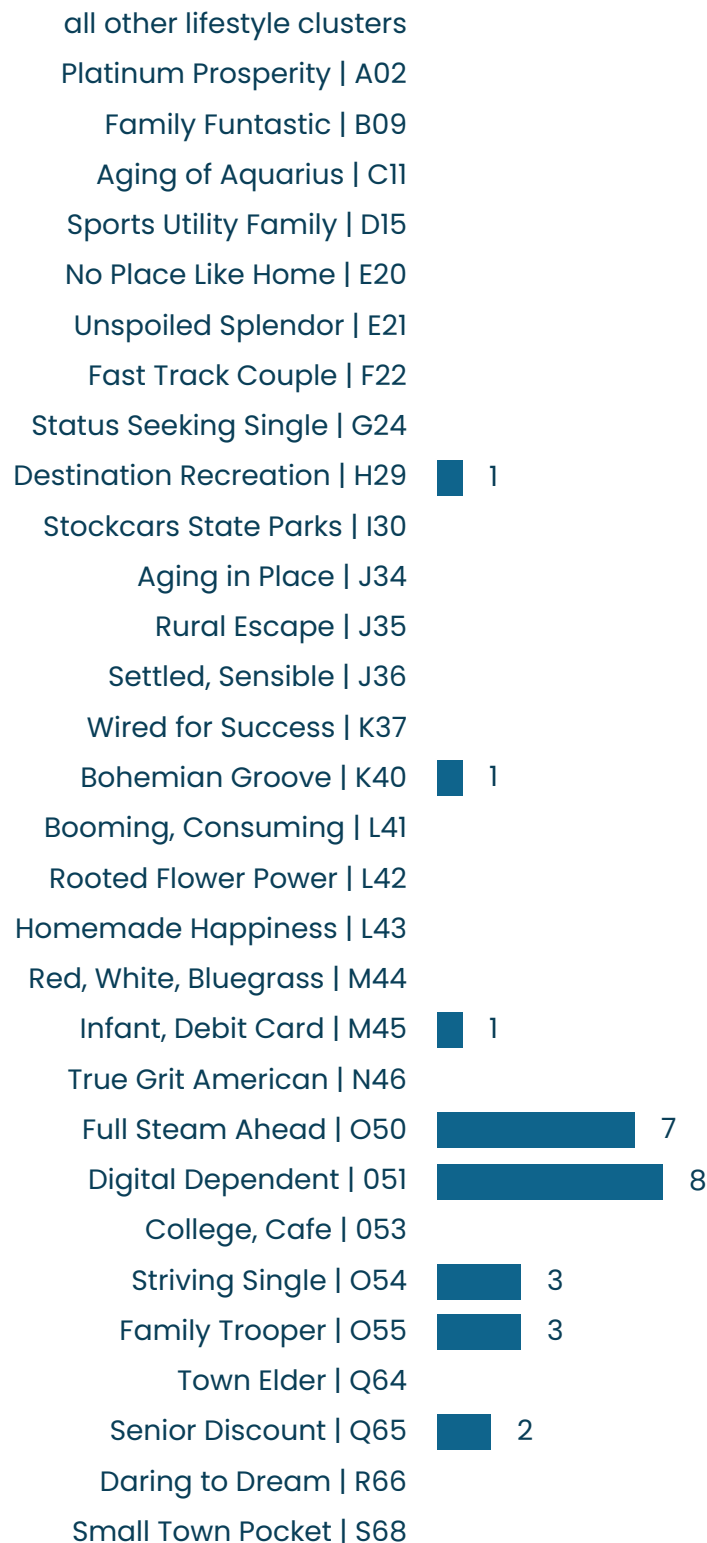 all other lifestyle clusters
Platinum Prosperity | A02
Family Funtastic | B09
Aging of Aquarius | C11
Sports Utility Family | D15
No Place Like Home | E20
Unspoiled Splendor | E21
Fast Track Couple | F22
Status Seeking Single | G24
Destination Recreation | H29 1
Stockcars State Parks | I30
Aging in Place | J34
Rural Escape | J35
Settled, Sensible | J36
Wired for Success | K37
Bohemian Groove | K40 1
Booming, Consuming | L41
Rooted Flower Power | L42
Homemade Happiness | L43
Red, White, Bluegrass | M44
Infant, Debit Card | M45 1
True Grit American | N46
Full Steam Ahead | O50 7
Digital Dependent | 051 8
College, Cafe | 053
Striving Single | O54 3
Family Trooper | O55 3
Town Elder | Q64
Senior Discount | Q65 2
Daring to Dream | R66
Small Town Pocket | S68